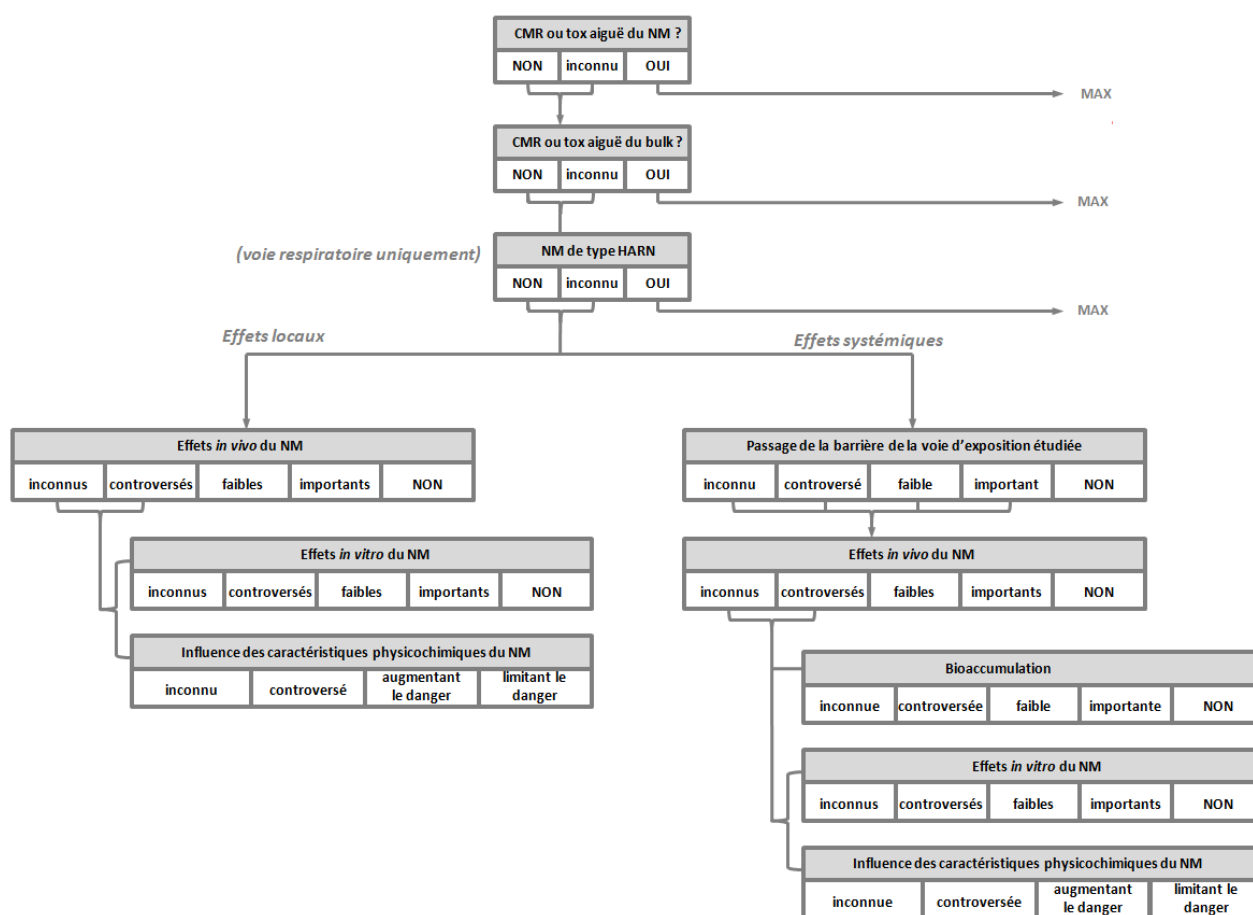 CMR ou tox aiguë du NM ?
NON inconnu OUI
MAX
CMR ou tox aiguë du bulk ?
NON inconnu OUI
MAX
(voie respiratoire uniquement)
NM de type HARN
NON inconnu OUI
MAX
Effets locaux
Effets systémiques
Effets in vivo du NM
inconnus controversés faibles importants NON
Passage de la barrière de la voie d'exposition étudiée
inconnu controversé faible important NON
Effets in vitro du NM
inconnus controversés faibles importants NON
Effets in vivo du NM
inconnus controversés faibles importants NON
Influence des caractéristiques physicochimiques du NM
inconnu controversé augmentant le danger limitant le danger
Bioaccumulation
inconnue controversée faible importante NON
Effets in vitro du NM
inconnus controversés faibles importants NON
Influence des caractéristiques physicochimiques du NM
inconnue controversée augmentant le danger limitant le danger